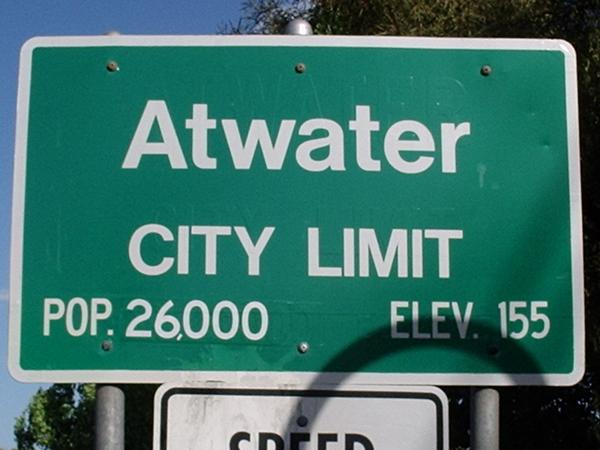 Atwater
CITY LIMIT
POP. 26,000 ELEV. 155
SPEED